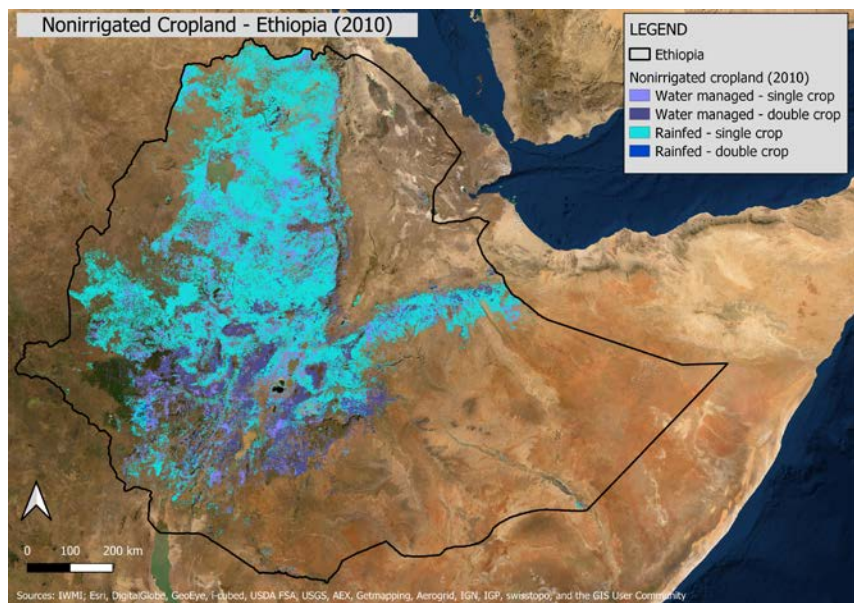 Nonirrigated Cropland - Ethiopia (2010)
LEGEND
Ethiopia
Nonirrigated cropland (2010)
Water managed - single crop
Water managed - double crop
Rainfed - single crop
Rainfed - double crop
0 100 200 km
Sources: IWMI; Esri, DigitalGlobe, GeoEye, i-cubed, USDA FSA, USGS, AEX, Getmapping, Aerogrid, IGN, IGP, swisstopo, and the GIS User Community